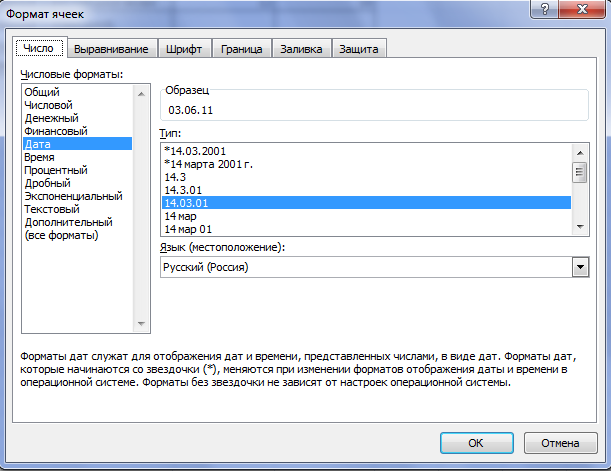 Формат ячеек
Число Выравнивание Шрифт Граница Заливка Защита
Числовые форматы:
Общий
Числовой
Денежный
Финансовый
Дата
Время
Процентный
Дробный
Экспоненциальный
Текстовый
Дополнительный
(все форматы)
Образец
03.06.11
Тип:
*14.03.2001
*14 марта 2001 г.
14.3
14.3.01
14.03.01
14 мар
14 мар 01
Язык (местоположение):
Русский (Россия)
Форматы дат служат для отображения дат и времени, представленных числами, в виде дат. Форматы дат,
которые начинаются со звездочки (*), меняются при изменении форматов отображения даты и времени в
операционной системе. Форматы без звездочки не зависят от настроек операционной системы.
ОК Отмена